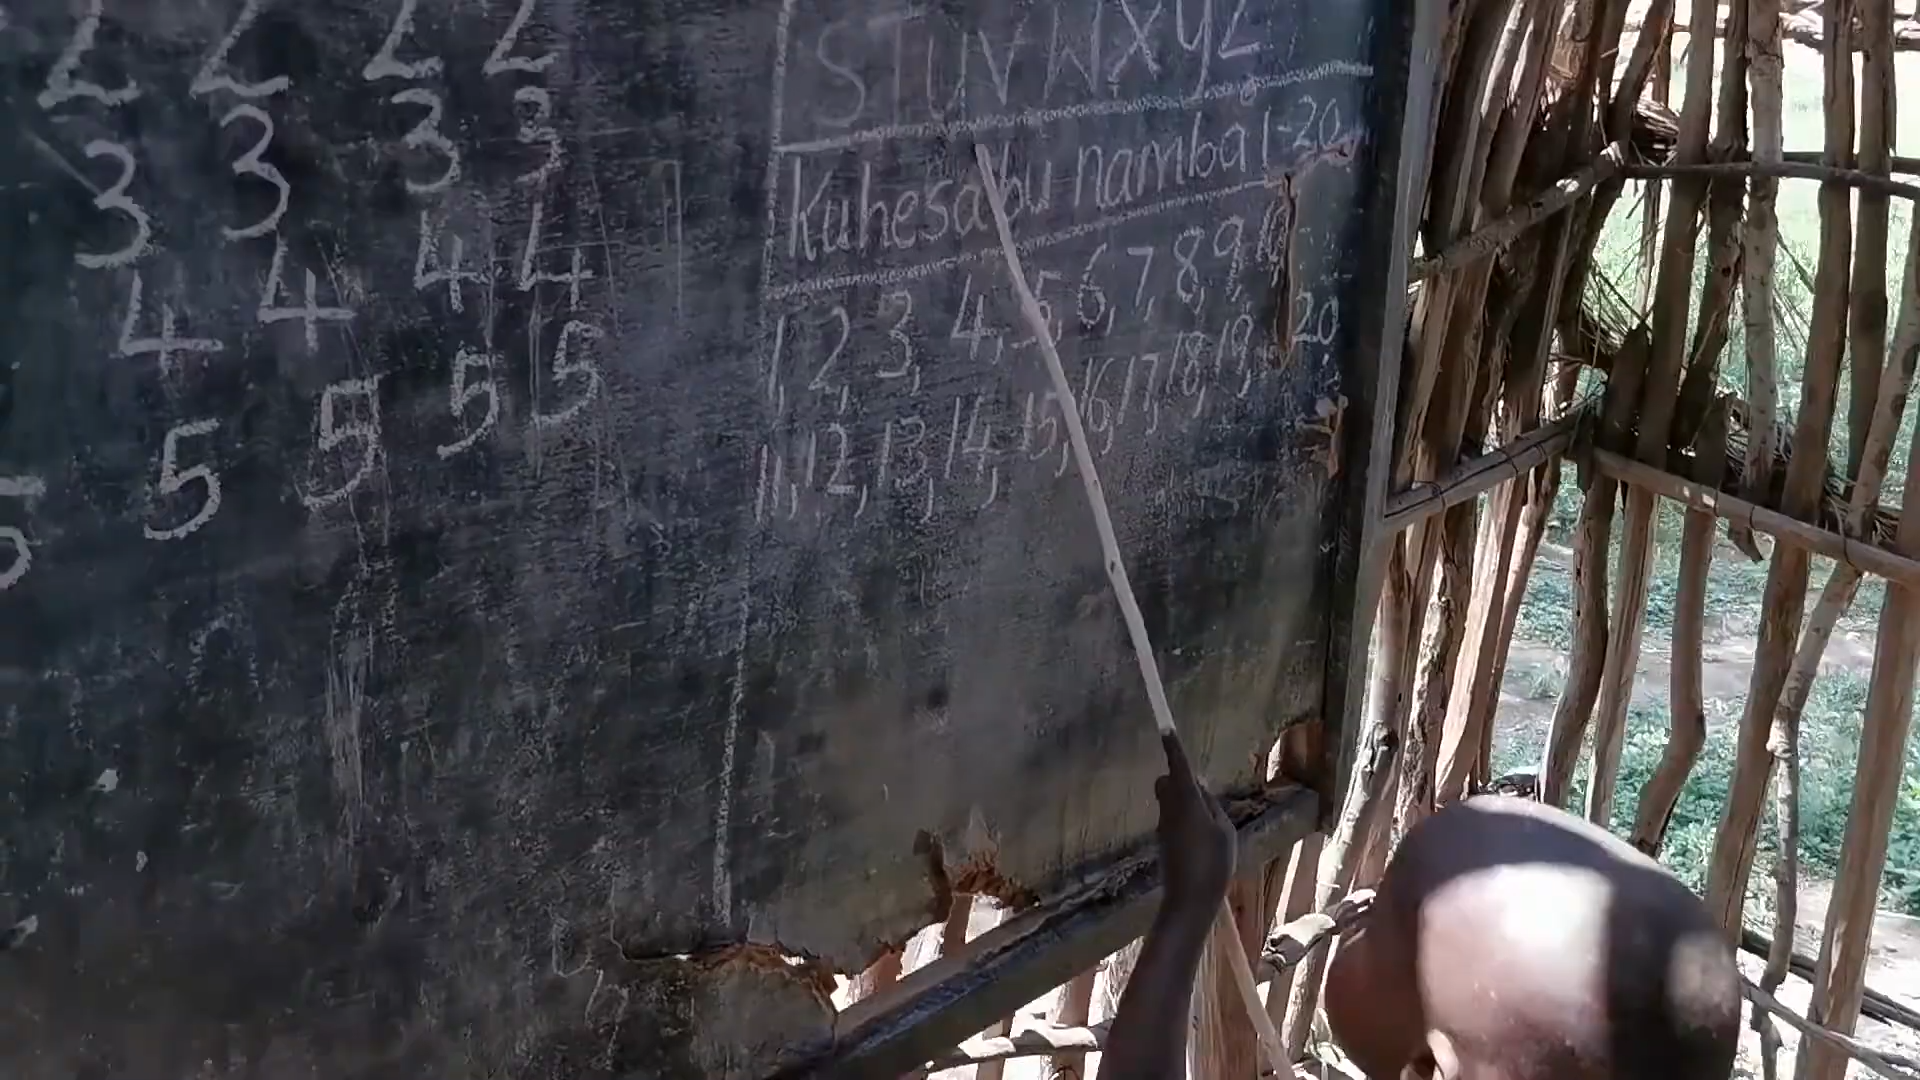 2 2 2 2
3 3 3 3
4 4 4 4
5 5 5 5 5
S T U V W X Y Z
Kuhesabu namba 1-20
1, 2, 3, 4, 5, 6, 7, 8, 9, 10
11, 12, 13, 14, 15, 16, 17, 18, 19, 20,